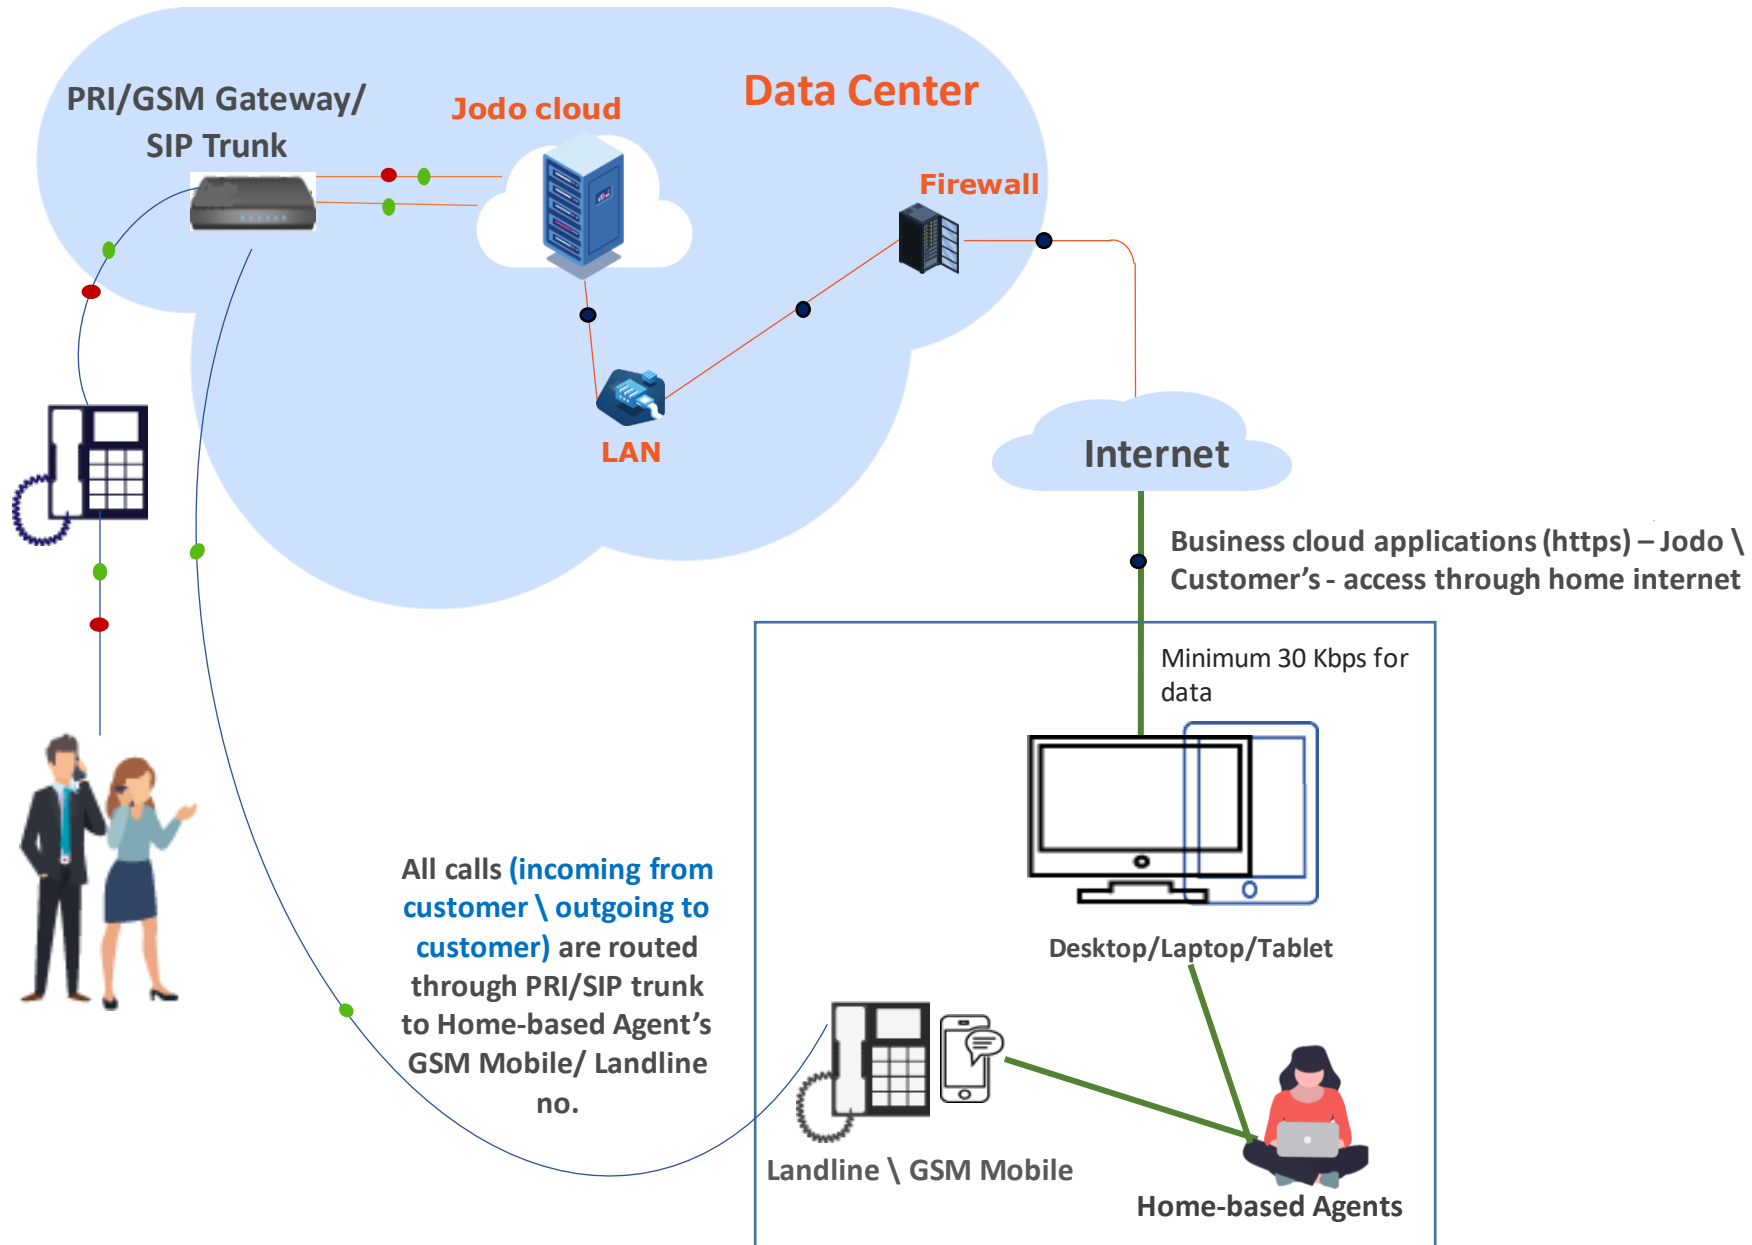 PRI/GSM Gateway/
SIP Trunk
Jodo cloud
Data Center
Firewall
LAN
Internet
Business cloud applications (https) – Jodo \
Customer’s - access through home internet
Minimum 30 Kbps for
data
All calls (incoming from
customer \ outgoing to
customer) are routed
through PRI/SIP trunk
to Home-based Agent’s
GSM Mobile/ Landline
no.
Desktop/Laptop/Tablet
Landline \ GSM Mobile
Home-based Agents